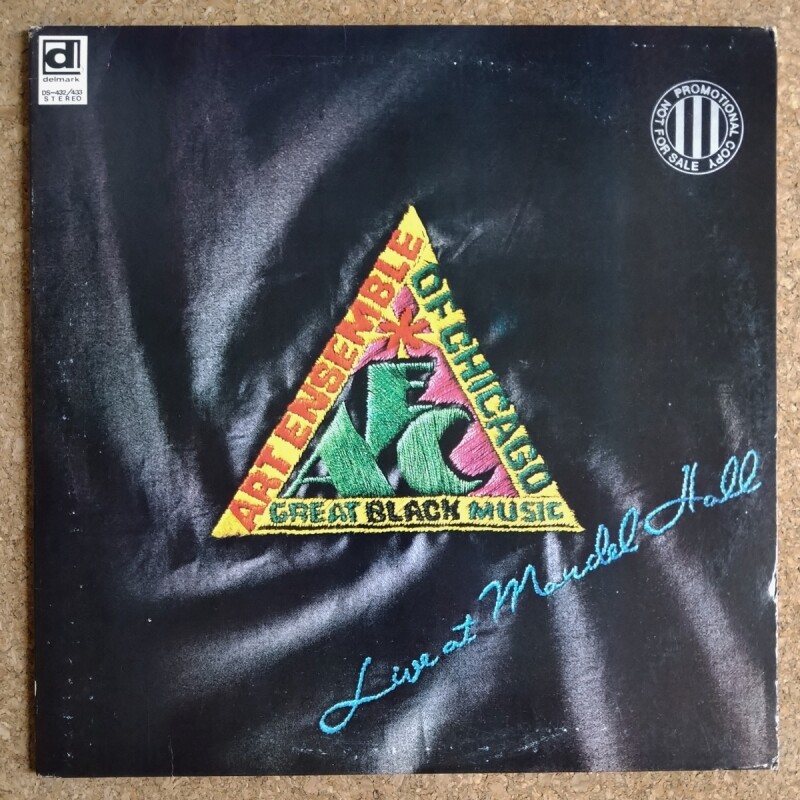 d
delmark
DS-432/433
STEREO
PROMOTIONAL COPY
NOT FOR SALE
ART ENSEMBLE
OF CHICAGO
AEC
GREAT BLACK MUSIC
Live at Mandel Hall